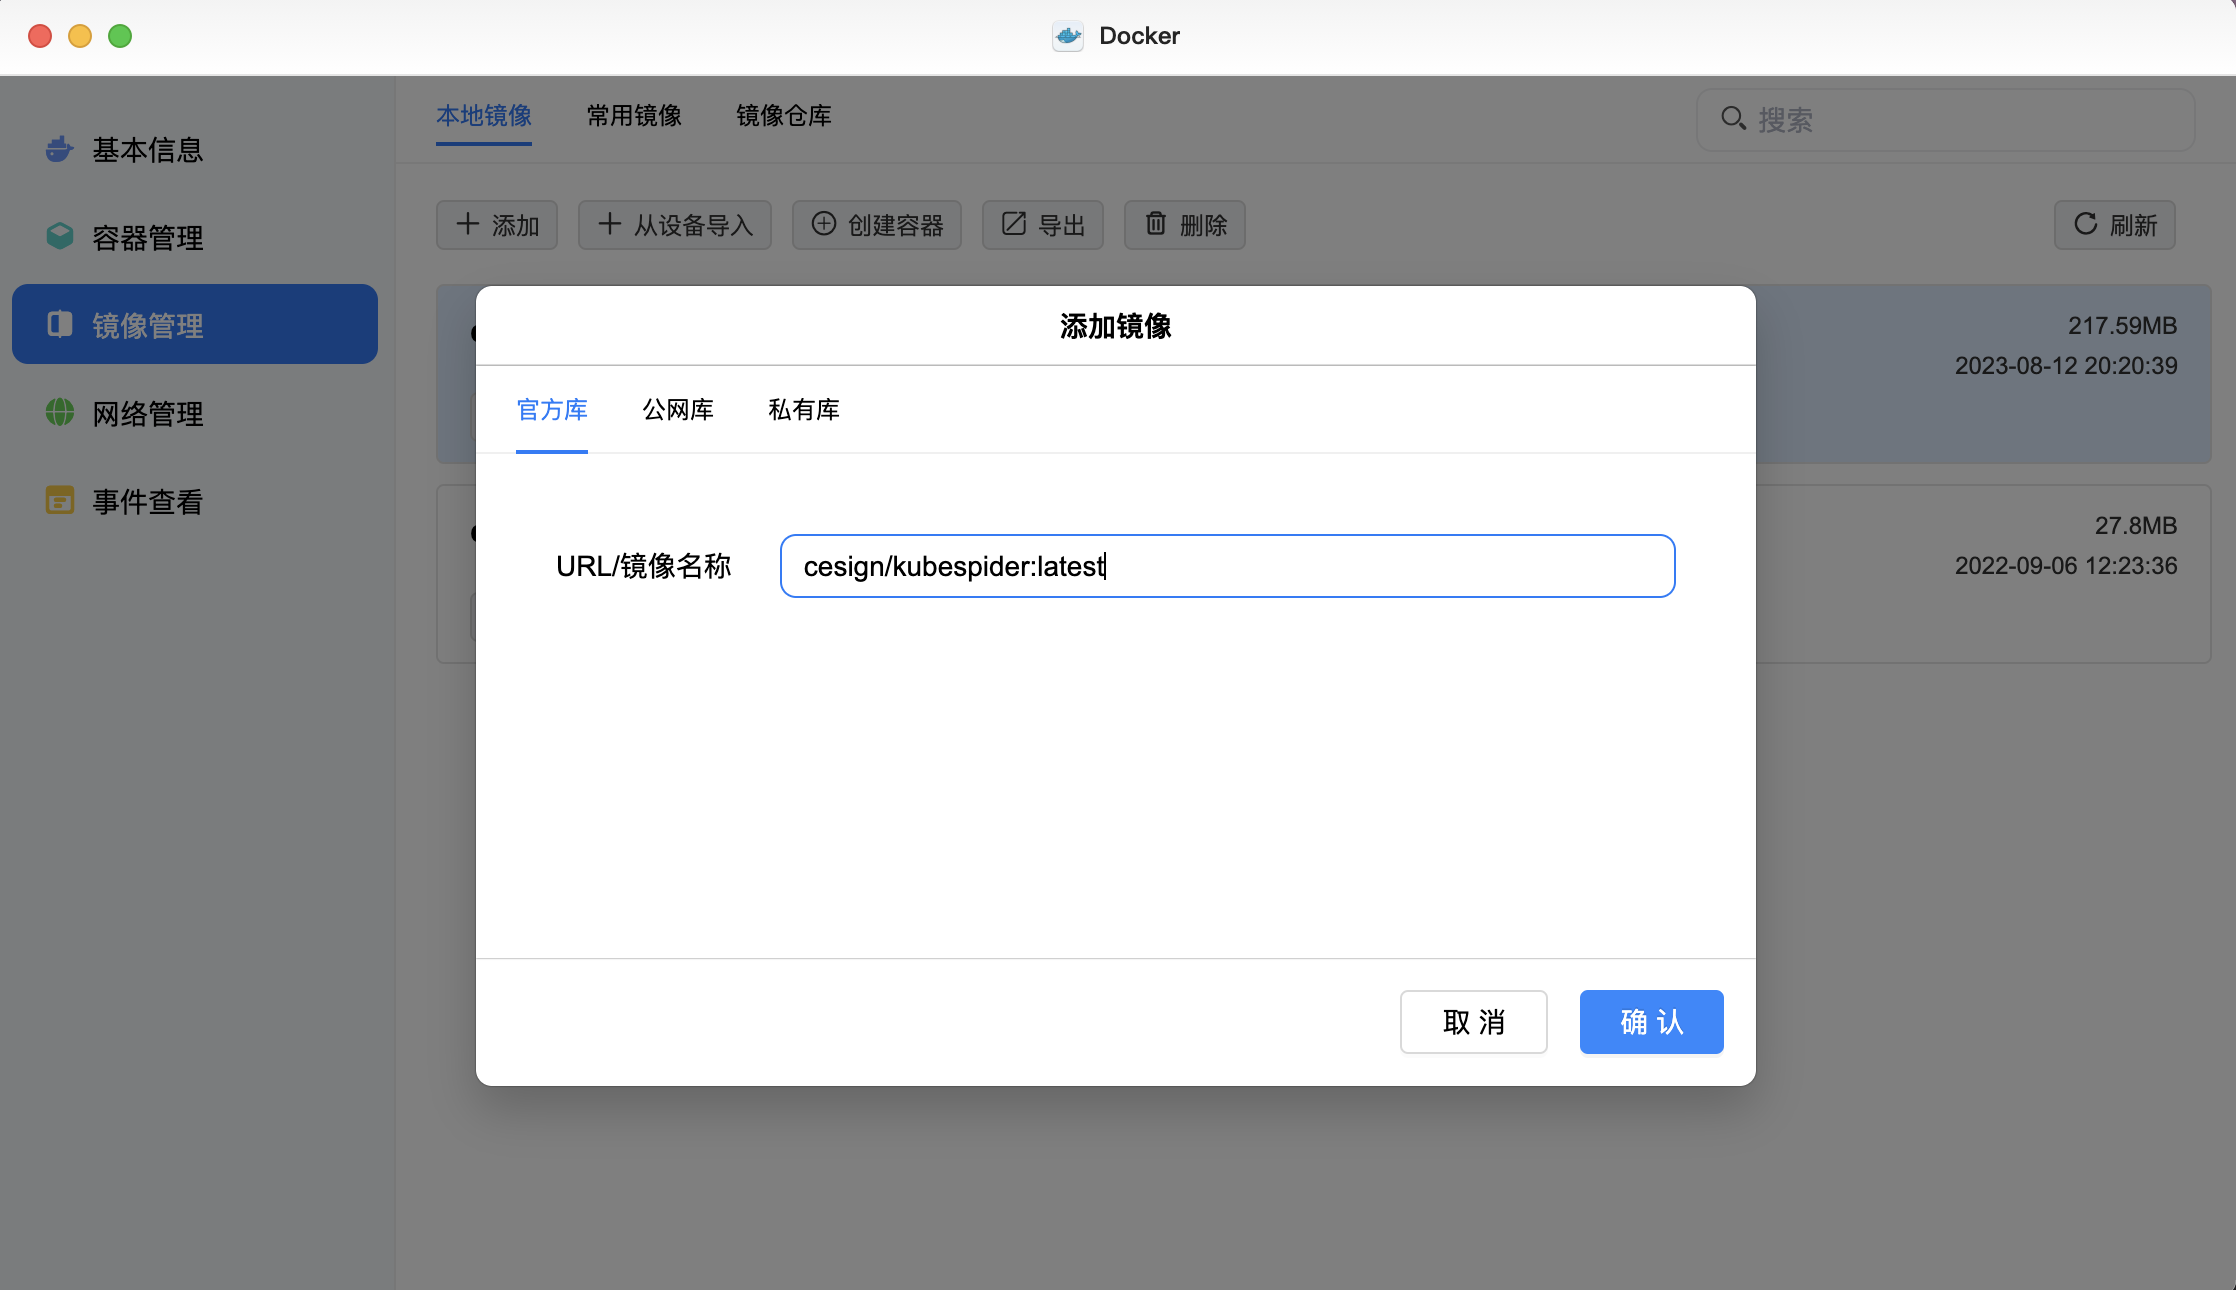 Docker
基本信息
容器管理
镜像管理
网络管理
事件查看
本地镜像 常用镜像 镜像仓库
搜索
添加 从设备导入 创建容器 导出 删除 刷新
217.59MB
2023-08-12 20:20:39
27.8MB
2022-09-06 12:23:36
添加镜像
官方库 公网库 私有库
URL/镜像名称 cesign/kubespider:latest
取 消 确 认